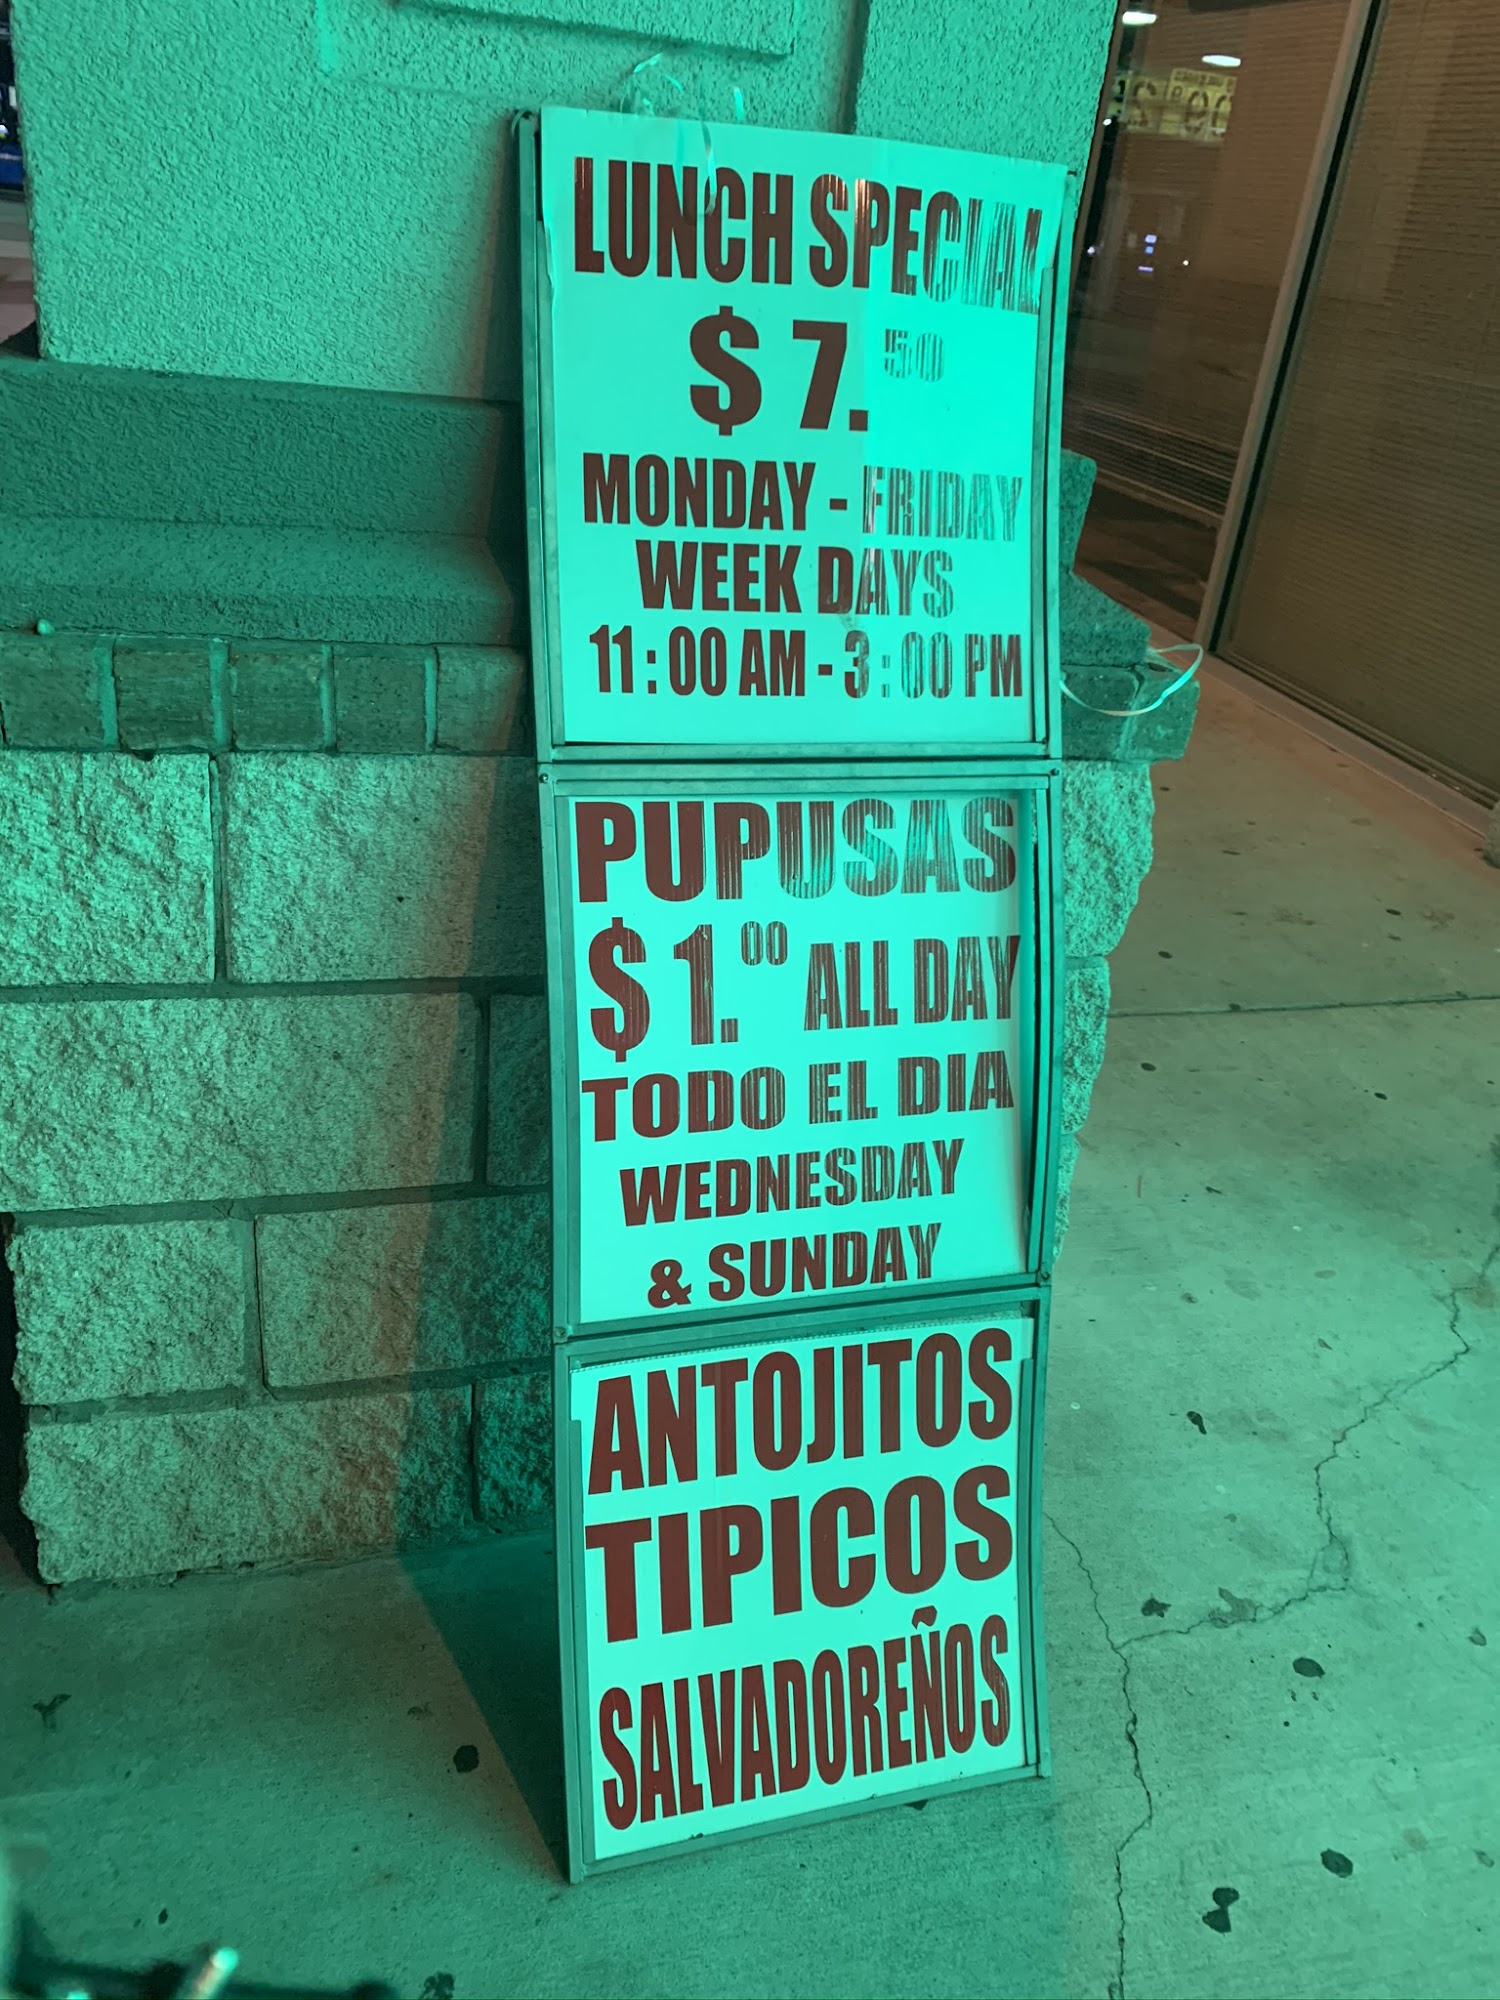 LUNCH SPECIAL
$7.50
MONDAY - FRIDAY
WEEK DAYS
11:00 AM - 3:00 PM
PUPUSAS
$1.00 ALL DAY
TODO EL DIA
WEDNESDAY
& SUNDAY
ANTOJITOS
TIPICOS
SALVADOREÑOS